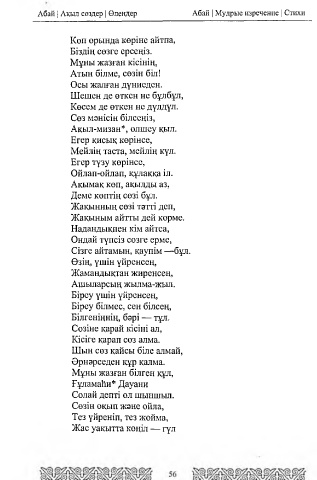 Абай | Ақыл сөздер | Өлеңдер
Абай | Мудрые изречение | Стихи
Көп орында көріне айтпа,
Біздің сөзге ерсеңіз.
Мұны жазған кісінің,
Атын білме, сөзін біл!
Осы жалған дүниеден.
Шешен де өткен не бұлбұл,
Көсем де өткен не дүлдүл.
Сөз мәнісін білсеңіз,
Ақыл-мизан*, өлшеу қыл.
Егер қисық көрінсе,
Мейлің таста, мейлің күл.
Егер түзу көрінсе,
Ойлап-ойлап, құлаққа іл.
Ақымақ көп, ақылды аз,
Деме көптің сөзі бұл.
Жақынның сөзі тәтті деп,
Жақыным айтты дей көрме.
Надандықпен кім айтса,
Ондай түпсіз сөзге ерме,
Сізге айтамын, қаупім —бұл.
Өзің, үшін үйренсең,
Жамандықтан жиренсең,
Ашыларсың жылма-жыл.
Біреу үшін үйренсең,
Біреу білмес, сен білсең,
Білгеніңнің, бәрі — тұл.
Сөзіне қарай кісіні ал,
Кісіге қарап сөз алма.
Шын сөз қайсы біле алмай,
Әрнәрседен құр қалма.
Мұны жазған білген құл,
Ғұламаһи* Дауани
Солай депті ол шыншыл.
Сөзін оқып және ойла,
Тез үйреніп, тез жойма,
Жас уақытта көңіл — гүл
56